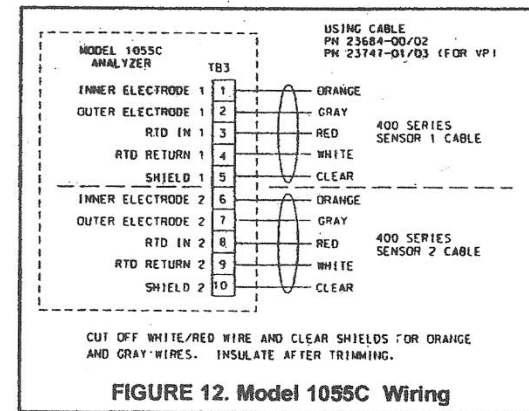 USING CABLE
PN 23684-00/02
PN 23747-01/03 (FOR VP)
MODEL 1055C
ANALYZER
TB3
INNER ELECTRODE 1 1 ORANGE
OUTER ELECTRODE 1 2 GRAY
RTD IN 1 3 RED
RTD RETURN 1 4 WHITE
SHIELD 1 5 CLEAR
400 SERIES
SENSOR 1 CABLE
INNER ELECTRODE 2 6 ORANGE
OUTER ELECTRODE 2 7 GRAY
RTD IN 2 8 RED
RTD RETURN 2 9 WHITE
SHIELD 2 10 CLEAR
400 SERIES
SENSOR 2 CABLE
CUT OFF WHITE/RED WIRE AND CLEAR SHIELDS FOR ORANGE
AND GRAY WIRES. INSULATE AFTER TRIMMING.
FIGURE 12. Model 1055C Wiring